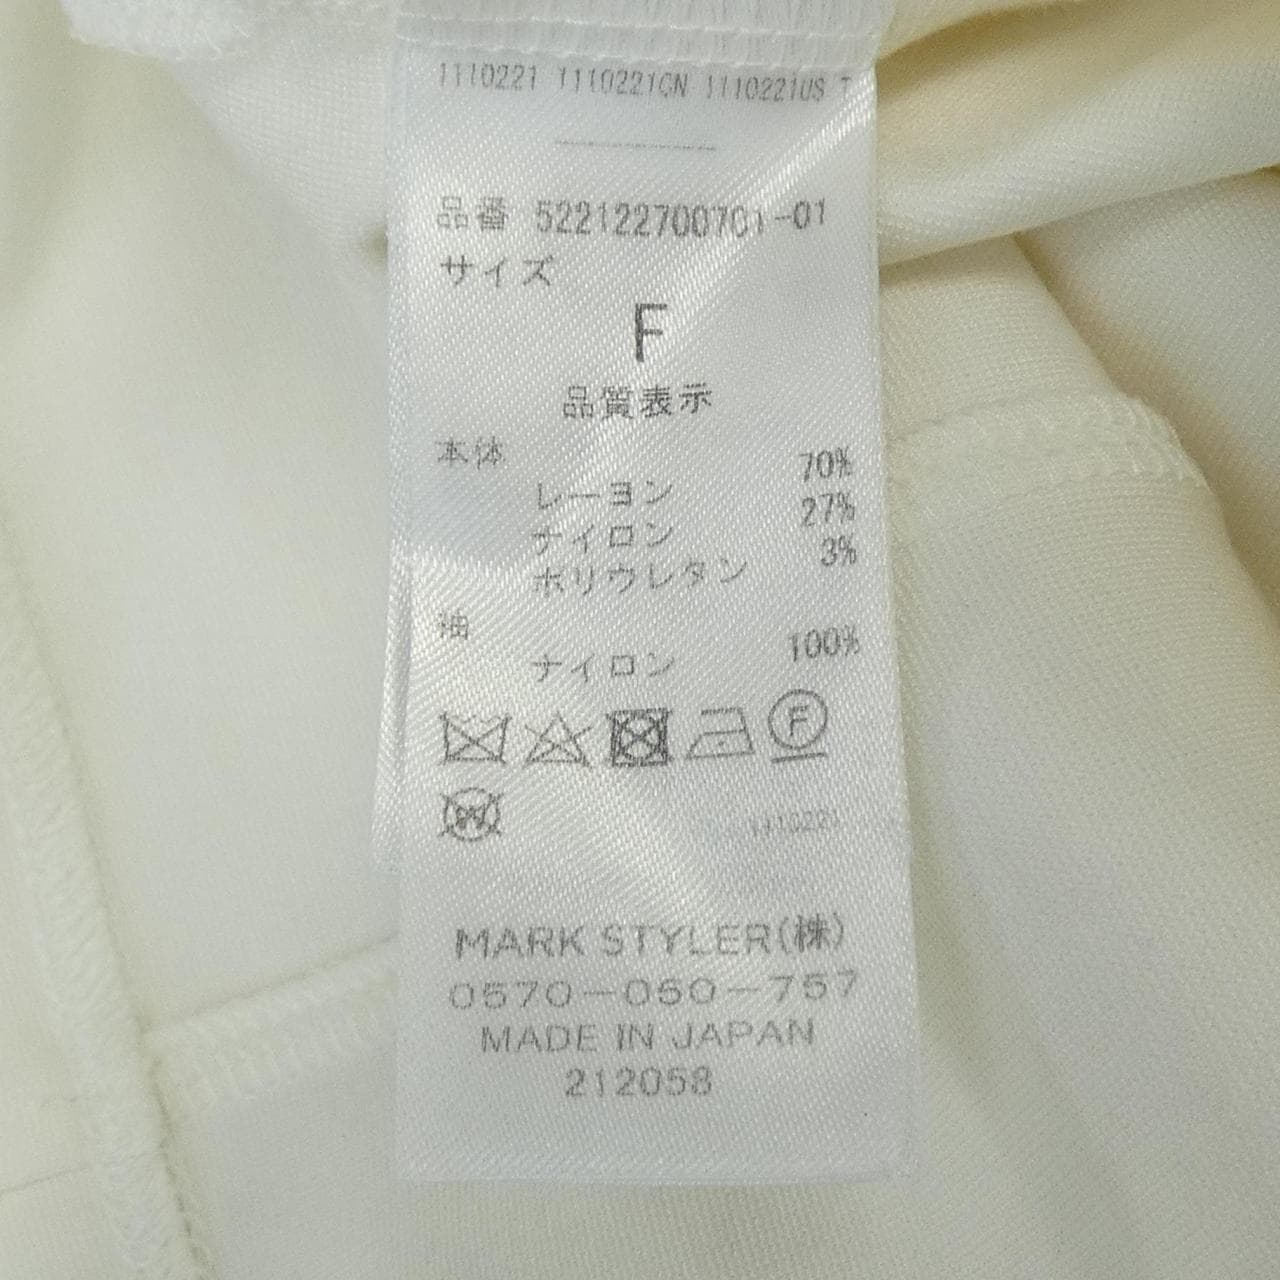 1110221 1110221CN 1110221US T
品番 522122700701-01
サイズ
F
品質表示
本体
レーヨン 70%
ナイロン 27%
ポリウレタン 3%
袖
ナイロン 100%
F
W
1110221
MARK STYLER(株)
0570-060-757
MADE IN JAPAN
212058